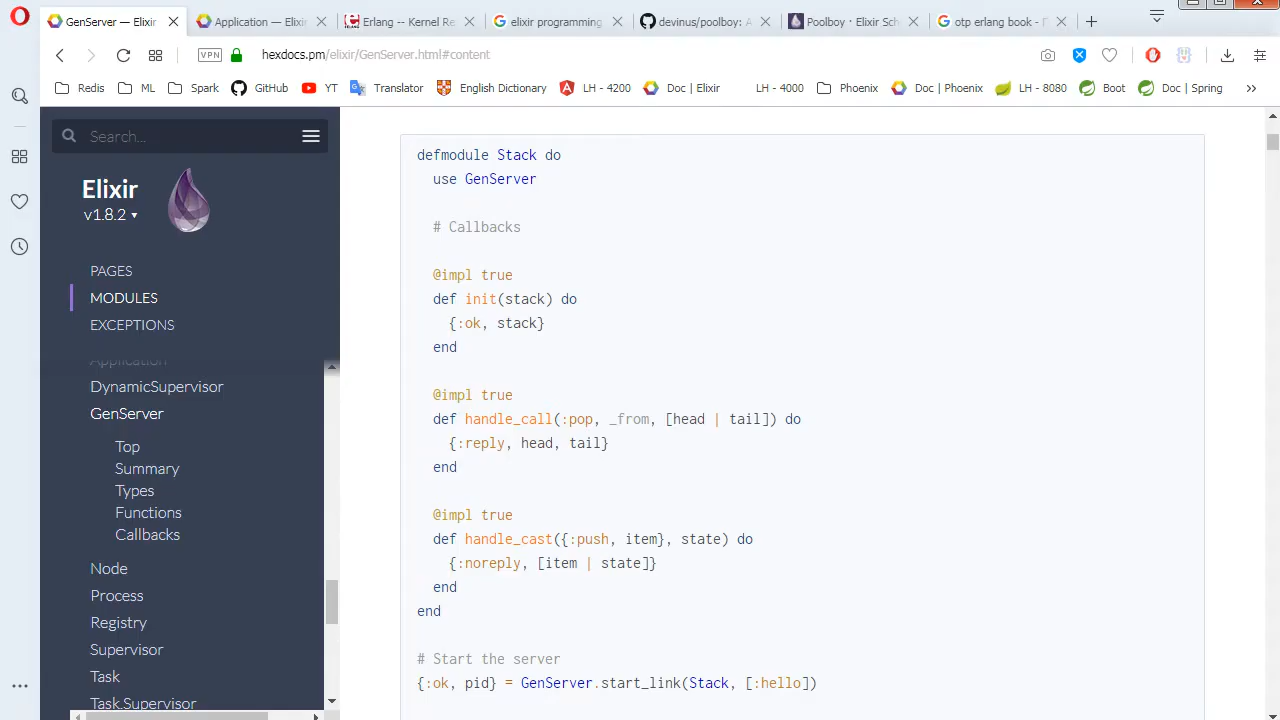 GenServer — Elixir
Application — Elixi
Erlang -- Kernel Re
elixir programming
devinus/poolboy:
Poolboy · Elixir Sch
otp erlang book - 
VPN
hexdocs.pm/elixir/GenServer.html#content
Redis
ML
Spark
GitHub
YT
Translator
English Dictionary
LH - 4200
Doc | Elixir
LH - 4000
Phoenix
Doc | Phoenix
LH - 8080
Boot
Doc | Spring
»
Search...
Elixir
v1.8.2
PAGES
MODULES
EXCEPTIONS
Application
DynamicSupervisor
GenServer
Top
Summary
Types
Functions
Callbacks
Node
Process
Registry
Supervisor
Task
Task.Supervisor
defmodule Stack do
use GenServer
# Callbacks
@impl true
def init(stack) do
{:ok, stack}
end
@impl true
def handle_call(:pop, _from, [head | tail]) do
{:reply, head, tail}
end
@impl true
def handle_cast({:push, item}, state) do
{:noreply, [item | state]}
end
end
# Start the server
{:ok, pid} = GenServer.start_link(Stack, [:hello])